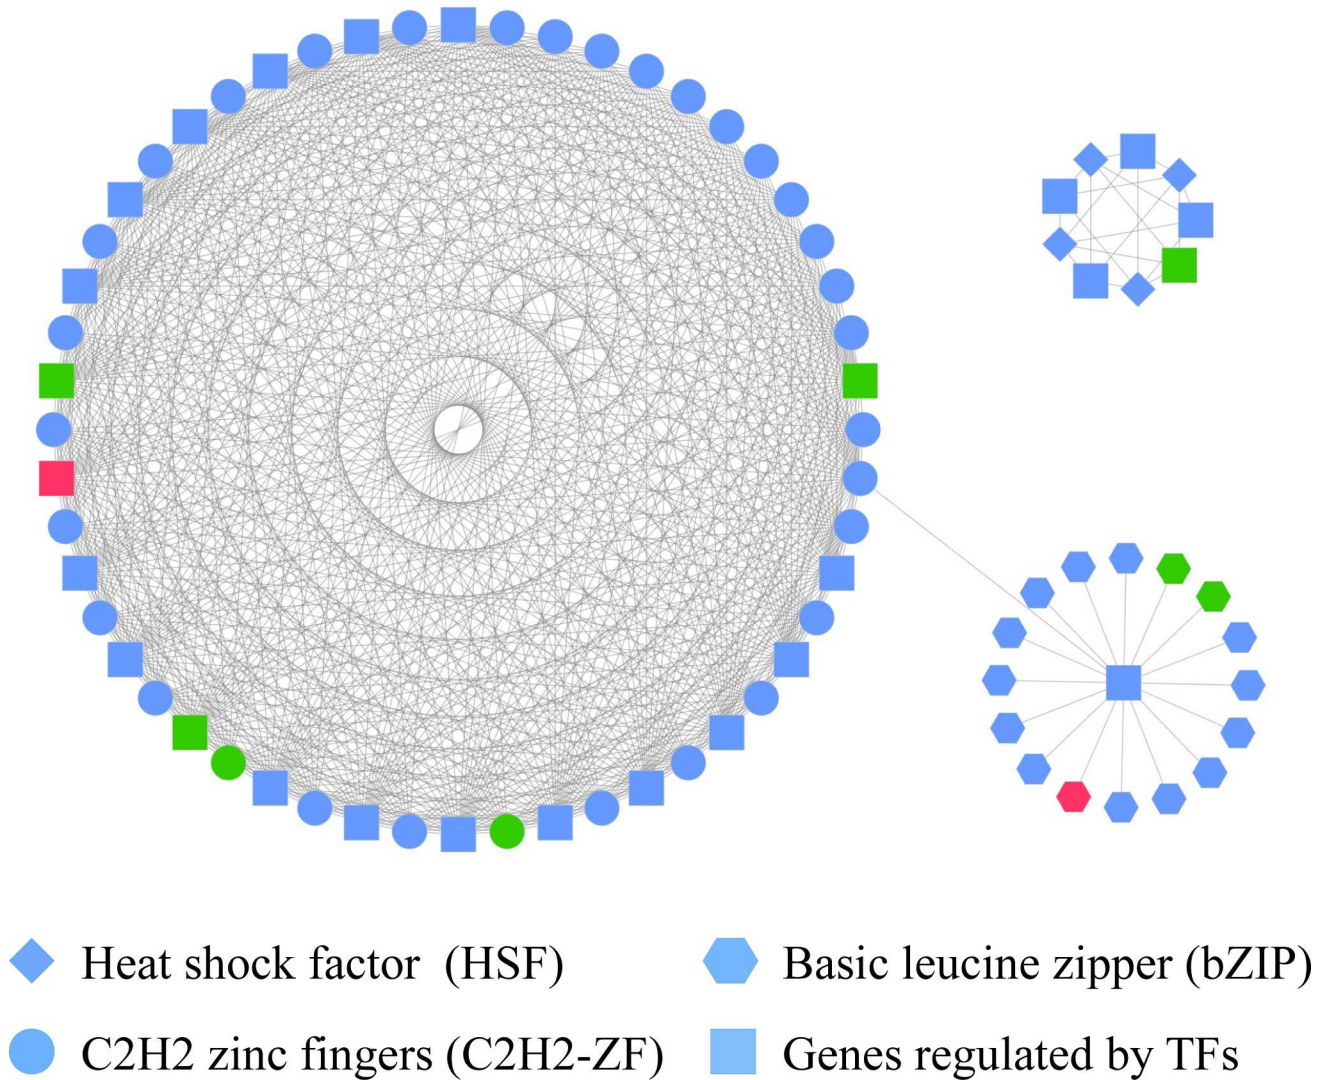 Heat shock factor (HSF)
Basic leucine zipper (bZIP)
C2H2 zinc fingers (C2H2-ZF)
Genes regulated by TFs